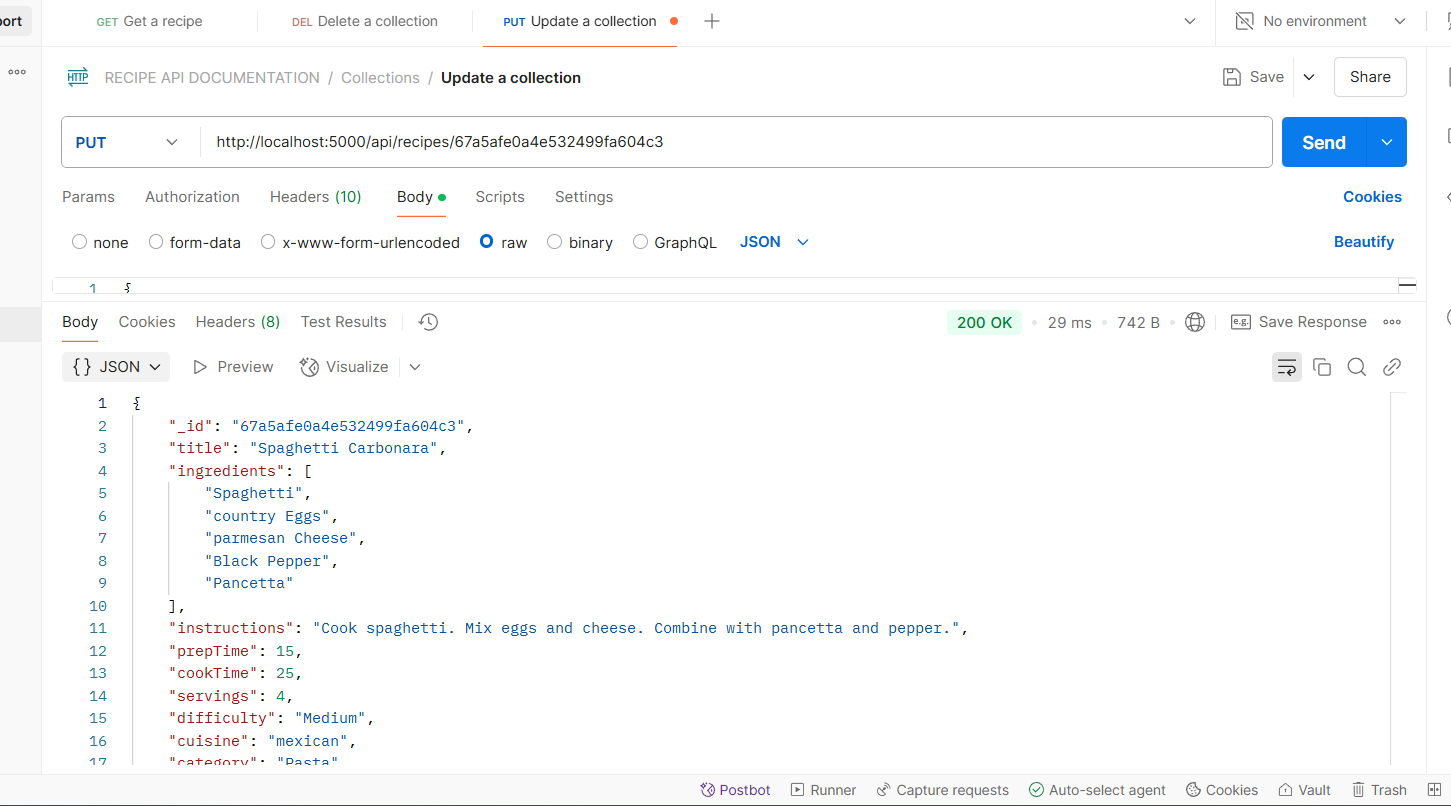 ort GET Get a recipe DEL Delete a collection PUT Update a collection No environment
HTTP RECIPE API DOCUMENTATION / Collections / Update a collection Save Share
PUT http://localhost:5000/api/recipes/67a5afe0a4e532499fa604c3 Send
Params Authorization Headers (10) Body Scripts Settings Cookies
none form-data x-www-form-urlencoded raw binary GraphQL JSON Beautify
1 {
Body Cookies Headers (8) Test Results 200 OK • 29 ms • 742 B • e.g. Save Response
{} JSON Preview Visualize
1 {
2 "_id": "67a5afe0a4e532499fa604c3",
3 "title": "Spaghetti Carbonara",
4 "ingredients": [
5 "Spaghetti",
6 "country Eggs",
7 "parmesan Cheese",
8 "Black Pepper",
9 "Pancetta"
10 ],
11 "instructions": "Cook spaghetti. Mix eggs and cheese. Combine with pancetta and pepper.",
12 "prepTime": 15,
13 "cookTime": 25,
14 "servings": 4,
15 "difficulty": "Medium",
16 "cuisine": "mexican",
17 "category": "Pasta"
Postbot Runner Capture requests Auto-select agent Cookies Vault Trash